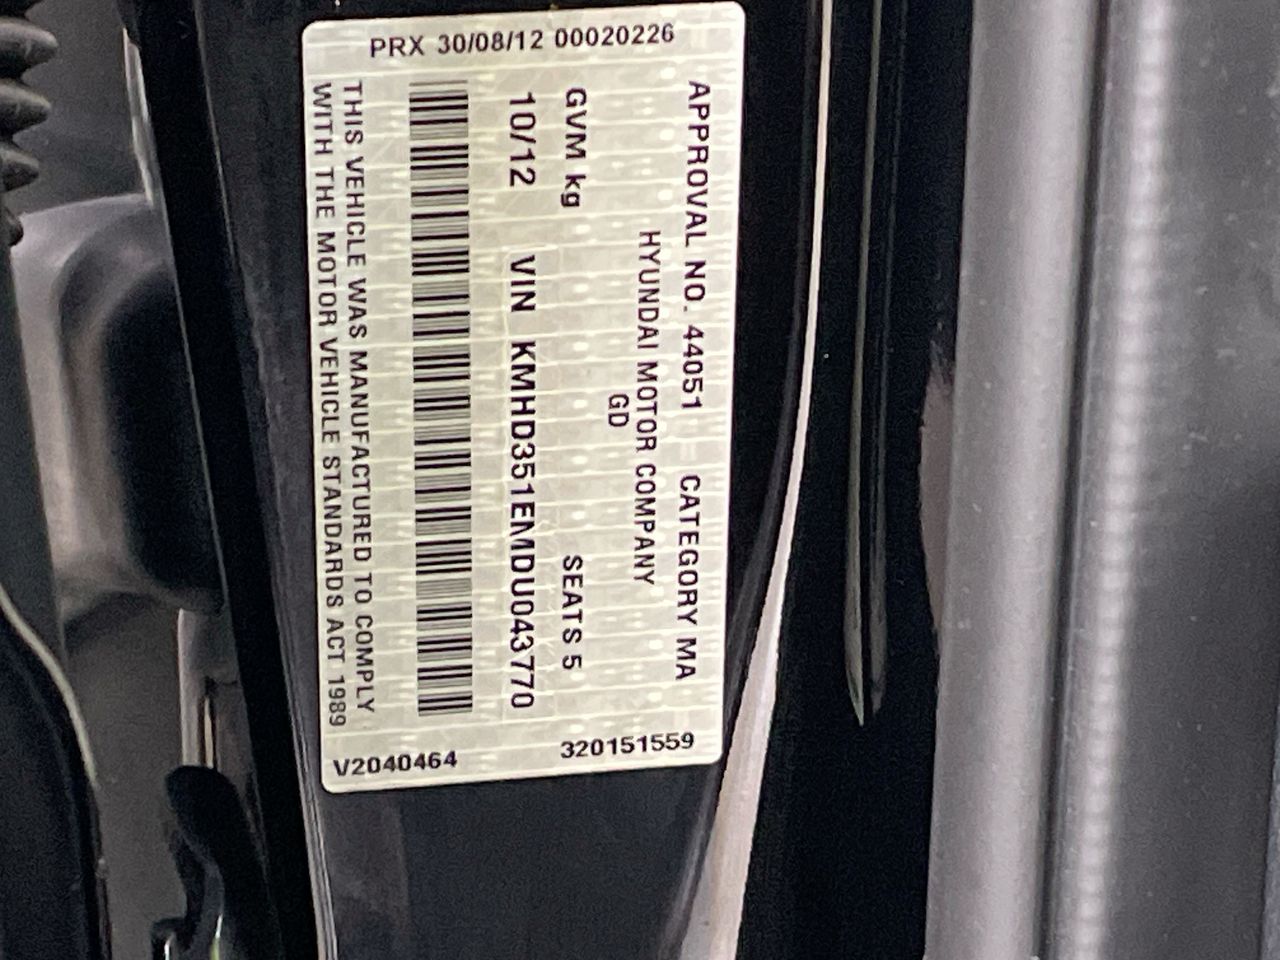 PRX 30/08/12 00020226
APPROVAL NO. 44051 CATEGORY MA
HYUNDAI MOTOR COMPANY
GD
GVM kg SEATS 5
10/12 VIN KMHD351EMDU043770
THIS VEHICLE WAS MANUFACTURED TO COMPLY
WITH THE MOTOR VEHICLE STANDARDS ACT 1989
V2040464 320151559